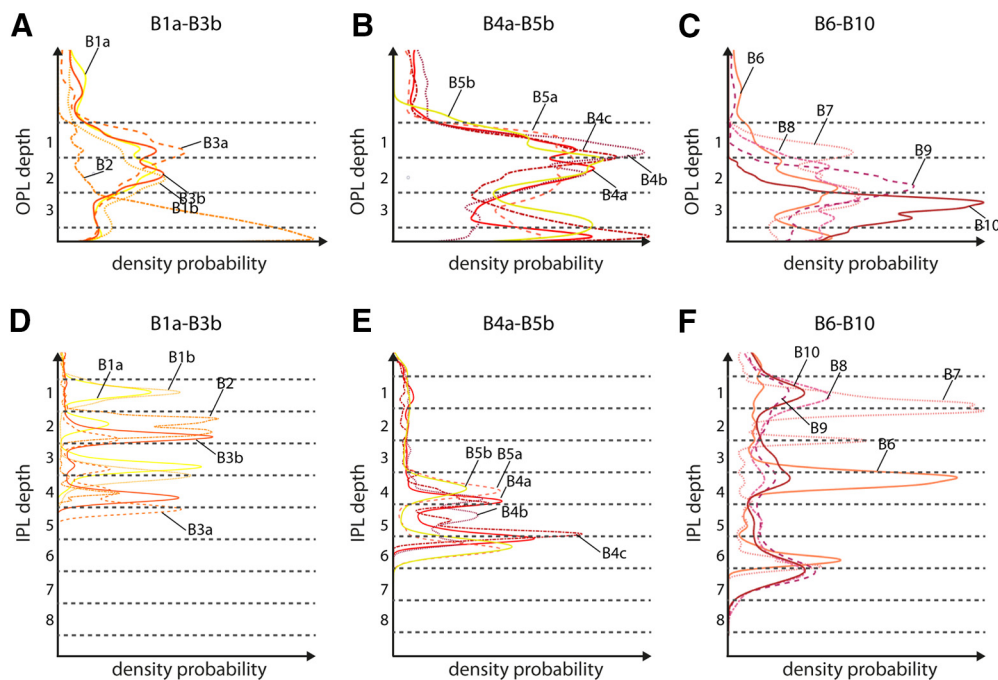 A B1a-B3b
B1a
B3a
B2
B3b
B1b
1
2
3
OPL depth
density probability
B B4a-B5b
B5b
B5a
B4c
B4b
B4a
1
2
3
OPL depth
density probability
C B6-B10
B6
B7
B8
B9
B10
1
2
3
OPL depth
density probability
D B1a-B3b
B1a
B1b
B2
B3b
B3a
1
2
3
4
5
6
7
8
IPL depth
density probability
E B4a-B5b
B5b
B5a
B4a
B4b
B4c
1
2
3
4
5
6
7
8
IPL depth
density probability
F B6-B10
B10
B8
B7
B9
B6
1
2
3
4
5
6
7
8
IPL depth
density probability